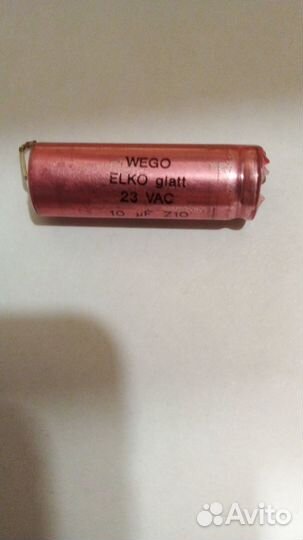 WEGO
ELKO glatt
23 VAC
10 µF Z10
Avito